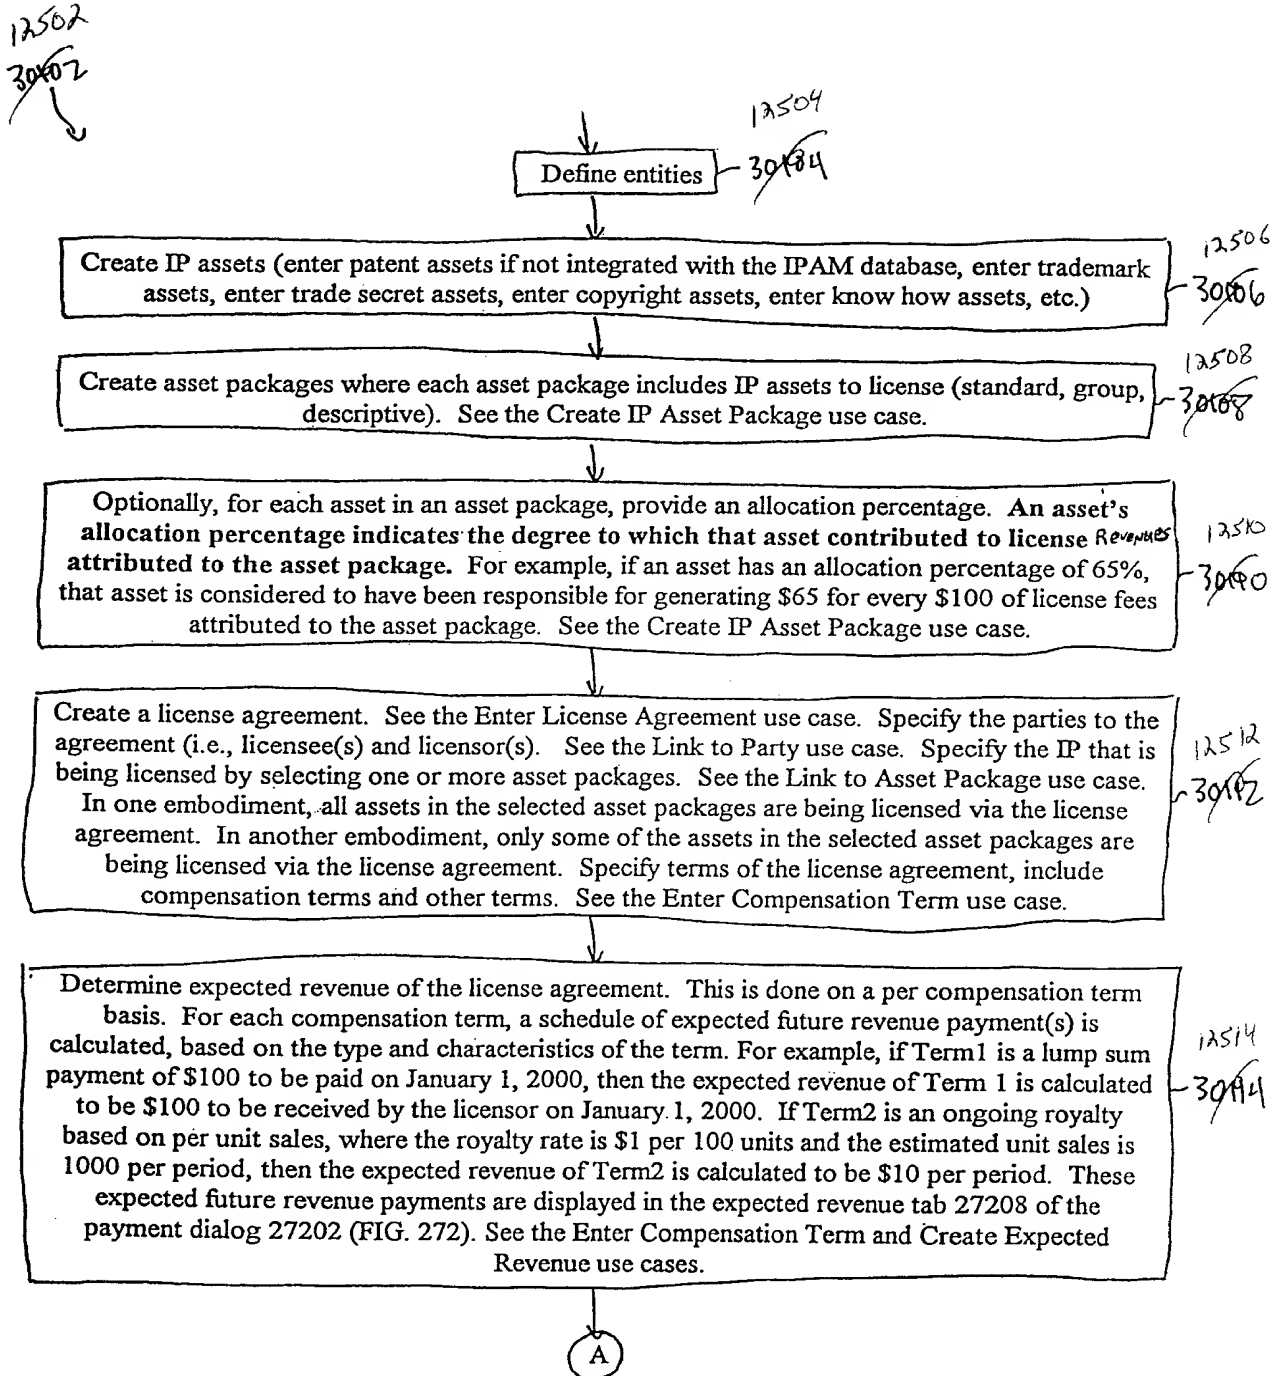 12502
30402
12504
Define entities
30404
12506
Create IP assets (enter patent assets if not integrated with the IPAM database, enter trademark
assets, enter trade secret assets, enter copyright assets, enter know how assets, etc.)
12508
Create asset packages where each asset package includes IP assets to license (standard, group,
descriptive). See the Create IP Asset Package use case.
Optionally, for each asset in an asset package, provide an allocation percentage. An asset's
allocation percentage indicates the degree to which that asset contributed to license Revenues
12510
attributed to the asset package. For example, if an asset has an allocation percentage of 65%,
that asset is considered to have been responsible for generating $65 for every $100 of license fees
attributed to the asset package. See the Create IP Asset Package use case.
Create a license agreement. See the Enter License Agreement use case. Specify the parties to the
agreement (i.e., licensee(s) and licensor(s). See the Link to Party use case. Specify the IP that is
12512
being licensed by selecting one or more asset packages. See the Link to Asset Package use case.
In one embodiment, all assets in the selected asset packages are being licensed via the license
agreement. In another embodiment, only some of the assets in the selected asset packages are
being licensed via the license agreement. Specify terms of the license agreement, include
compensation terms and other terms. See the Enter Compensation Term use case.
Determine expected revenue of the license agreement. This is done on a per compensation term
basis. For each compensation term, a schedule of expected future revenue payment(s) is
12514
calculated, based on the type and characteristics of the term. For example, if Term1 is a lump sum
payment of $100 to be paid on January 1, 2000, then the expected revenue of Term 1 is calculated
to be $100 to be received by the licensor on January 1, 2000. If Term2 is an ongoing royalty
based on per unit sales, where the royalty rate is $1 per 100 units and the estimated unit sales is
1000 per period, then the expected revenue of Term2 is calculated to be $10 per period. These
expected future revenue payments are displayed in the expected revenue tab 27208 of the
payment dialog 27202 (FIG. 272). See the Enter Compensation Term and Create Expected
Revenue use cases.
A